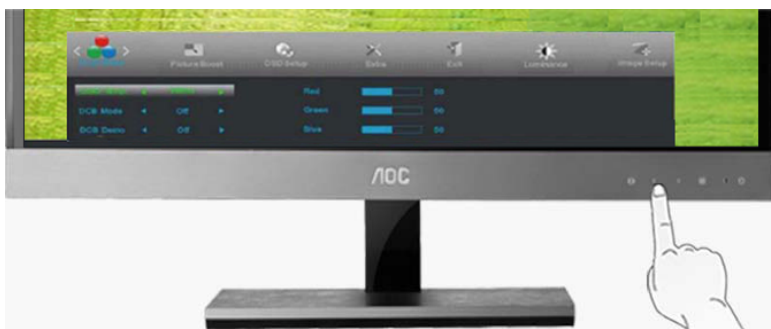 Picture Boost
OSD Setup
Extra
Exit
Luminance
Image Setup
Red 50
DCB Mode Off Green 50
DCB Demo Off Blue 50
AOC